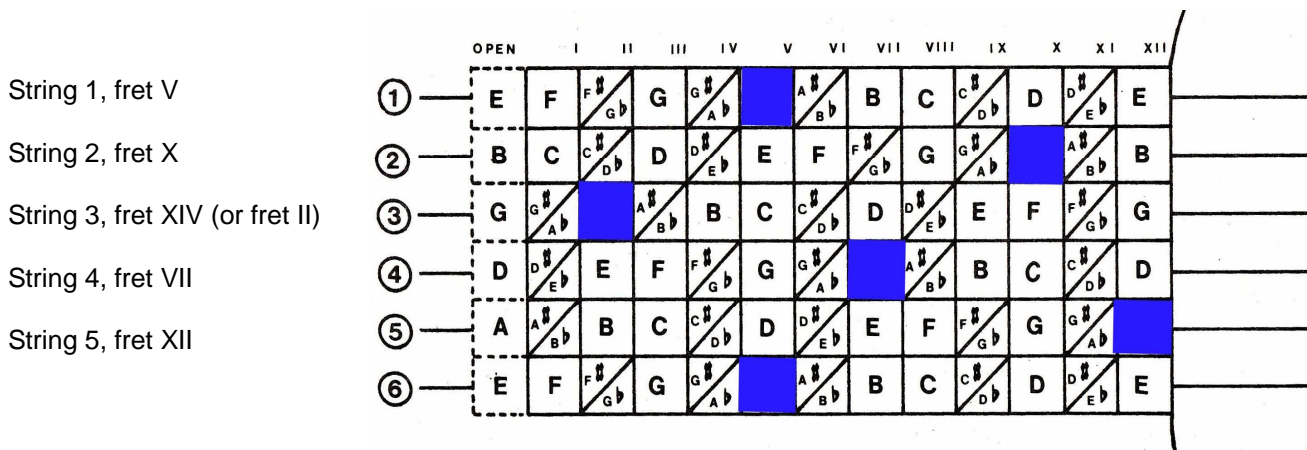 String 1, fret V
String 2, fret X
String 3, fret XIV (or fret II)
String 4, fret VII
String 5, fret XII
OPEN I II III IV V VI VII VIII IX X XI XII
1 E F F♯ G♭ G G♯ A♭ A♯ B♭ B C C♯ D♭ D D♯ E♭ E
2 B C C♯ D♭ D D♯ E♭ E F F♯ G♭ G G♯ A♭ A♯ B♭ B
3 G G♯ A♭ A♯ B♭ B C C♯ D♭ D D♯ E♭ E F F♯ G♭ G
4 D D♯ E♭ E F F♯ G♭ G G♯ A♭ A♯ B♭ B C C♯ D♭ D
5 A A♯ B♭ B C C♯ D♭ D D♯ E♭ E F F♯ G♭ G G♯ A♭
6 E F F♯ G♭ G G♯ A♭ A♯ B♭ B C C♯ D♭ D D♯ E♭ E